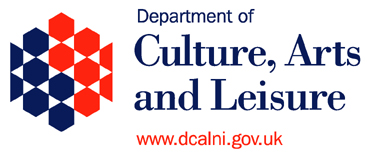 Department of
Culture, Arts
and Leisure
www.dcalni.gov.uk